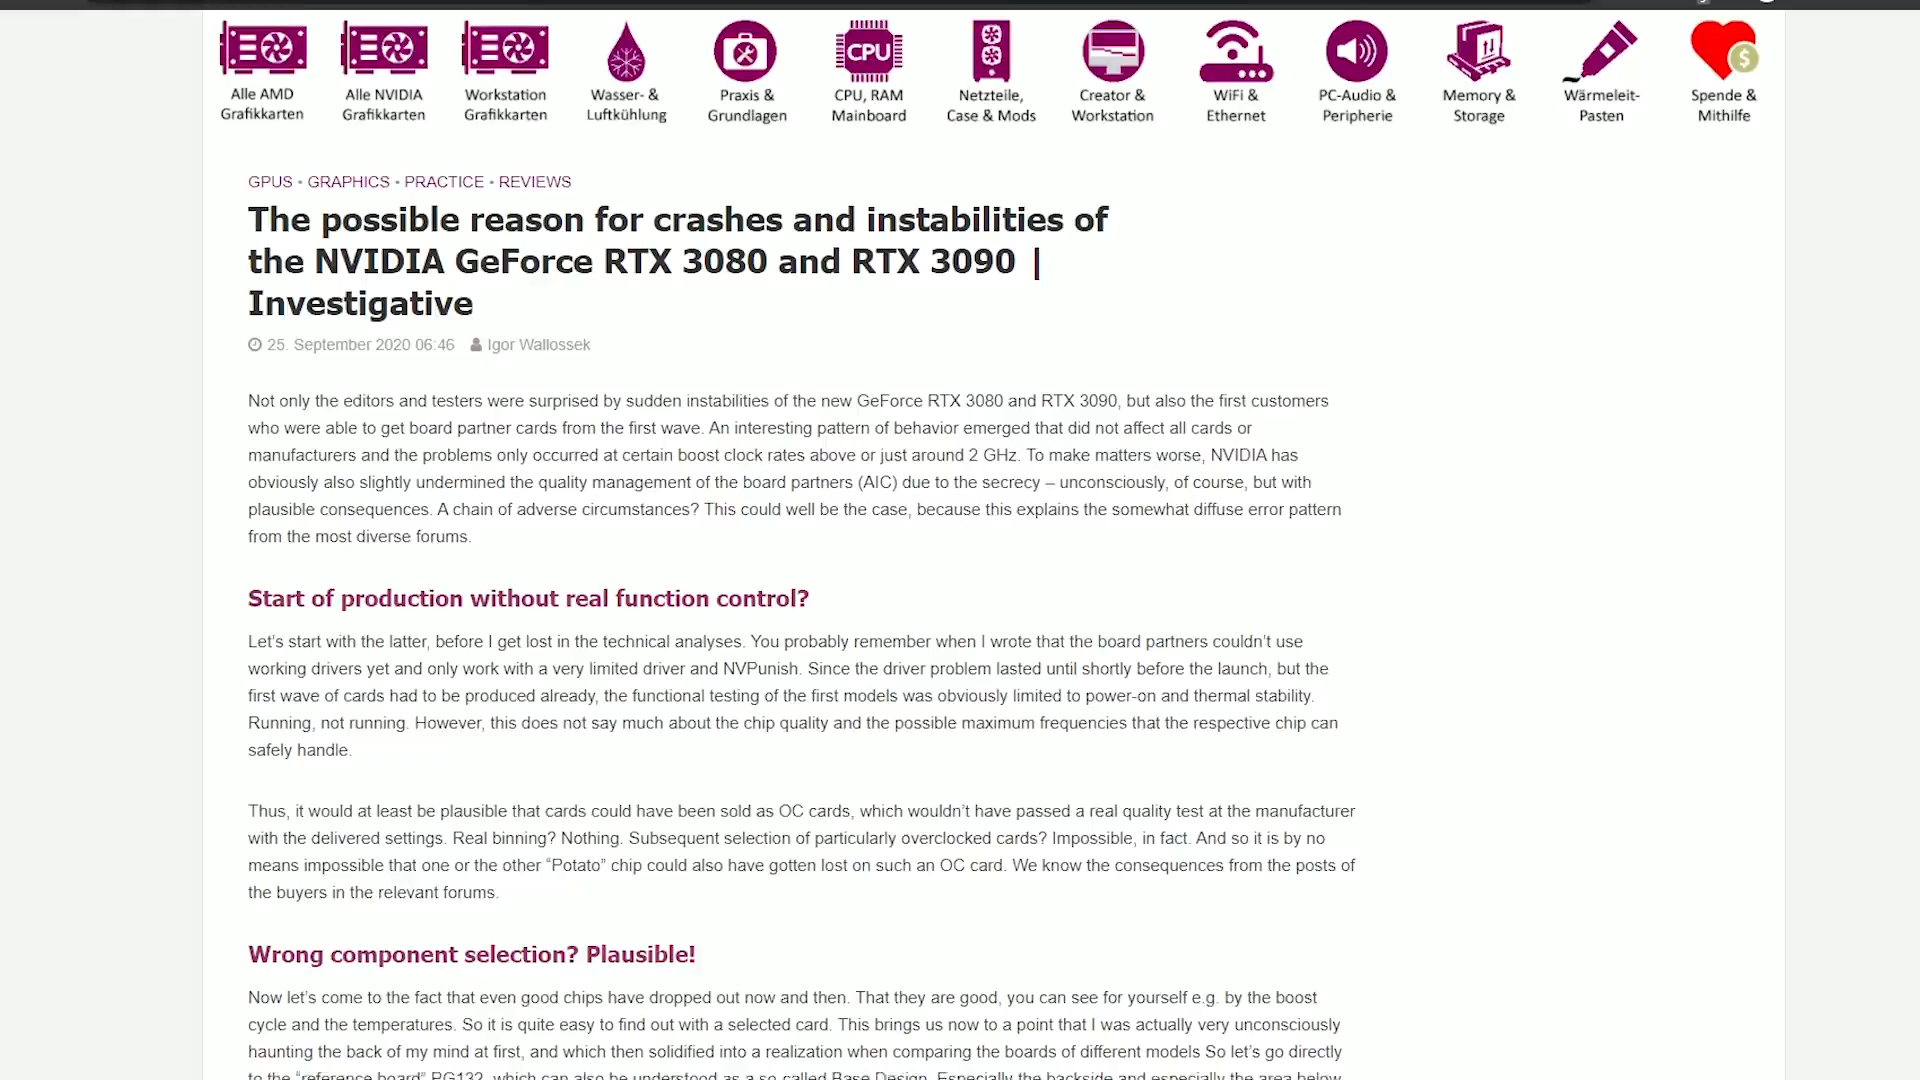 Alle AMD Grafikkarten
Alle NVIDIA Grafikkarten
Workstation Grafikkarten
Wasser- & Luftkühlung
Praxis & Grundlagen
CPU
CPU, RAM Mainboard
Netzteile, Case & Mods
Creator & Workstation
WiFi & Ethernet
PC-Audio & Peripherie
Memory & Storage
Wärmeleit- Pasten
$
Spende & Mithilfe
GPUS • GRAPHICS • PRACTICE • REVIEWS
The possible reason for crashes and instabilities of
the NVIDIA GeForce RTX 3080 and RTX 3090 |
Investigative
25. September 2020 06:46 Igor Wallossek
Not only the editors and testers were surprised by sudden instabilities of the new GeForce RTX 3080 and RTX 3090, but also the first customers
who were able to get board partner cards from the first wave. An interesting pattern of behavior emerged that did not affect all cards or
manufacturers and the problems only occurred at certain boost clock rates above or just around 2 GHz. To make matters worse, NVIDIA has
obviously also slightly undermined the quality management of the board partners (AIC) due to the secrecy – unconsciously, of course, but with
plausible consequences. A chain of adverse circumstances? This could well be the case, because this explains the somewhat diffuse error pattern
from the most diverse forums.
Start of production without real function control?
Let's start with the latter, before I get lost in the technical analyses. You probably remember when I wrote that the board partners couldn't use
working drivers yet and only work with a very limited driver and NVPunish. Since the driver problem lasted until shortly before the launch, but the
first wave of cards had to be produced already, the functional testing of the first models was obviously limited to power-on and thermal stability.
Running, not running. However, this does not say much about the chip quality and the possible maximum frequencies that the respective chip can
safely handle.
Thus, it would at least be plausible that cards could have been sold as OC cards, which wouldn't have passed a real quality test at the manufacturer
with the delivered settings. Real binning? Nothing. Subsequent selection of particularly overclocked cards? Impossible, in fact. And so it is by no
means impossible that one or the other “Potato” chip could also have gotten lost on such an OC card. We know the consequences from the posts of
the buyers in the relevant forums.
Wrong component selection? Plausible!
Now let's come to the fact that even good chips have dropped out now and then. That they are good, you can see for yourself e.g. by the boost
cycle and the temperatures. So it is quite easy to find out with a selected card. This brings us now to a point that I was actually very unconsciously
haunting the back of my mind at first, and which then solidified into a realization when comparing the boards of different models So let's go directly
to the “reference board” PG132, which can also be understood as a so called Base Design. Especially the backside and especially the area below